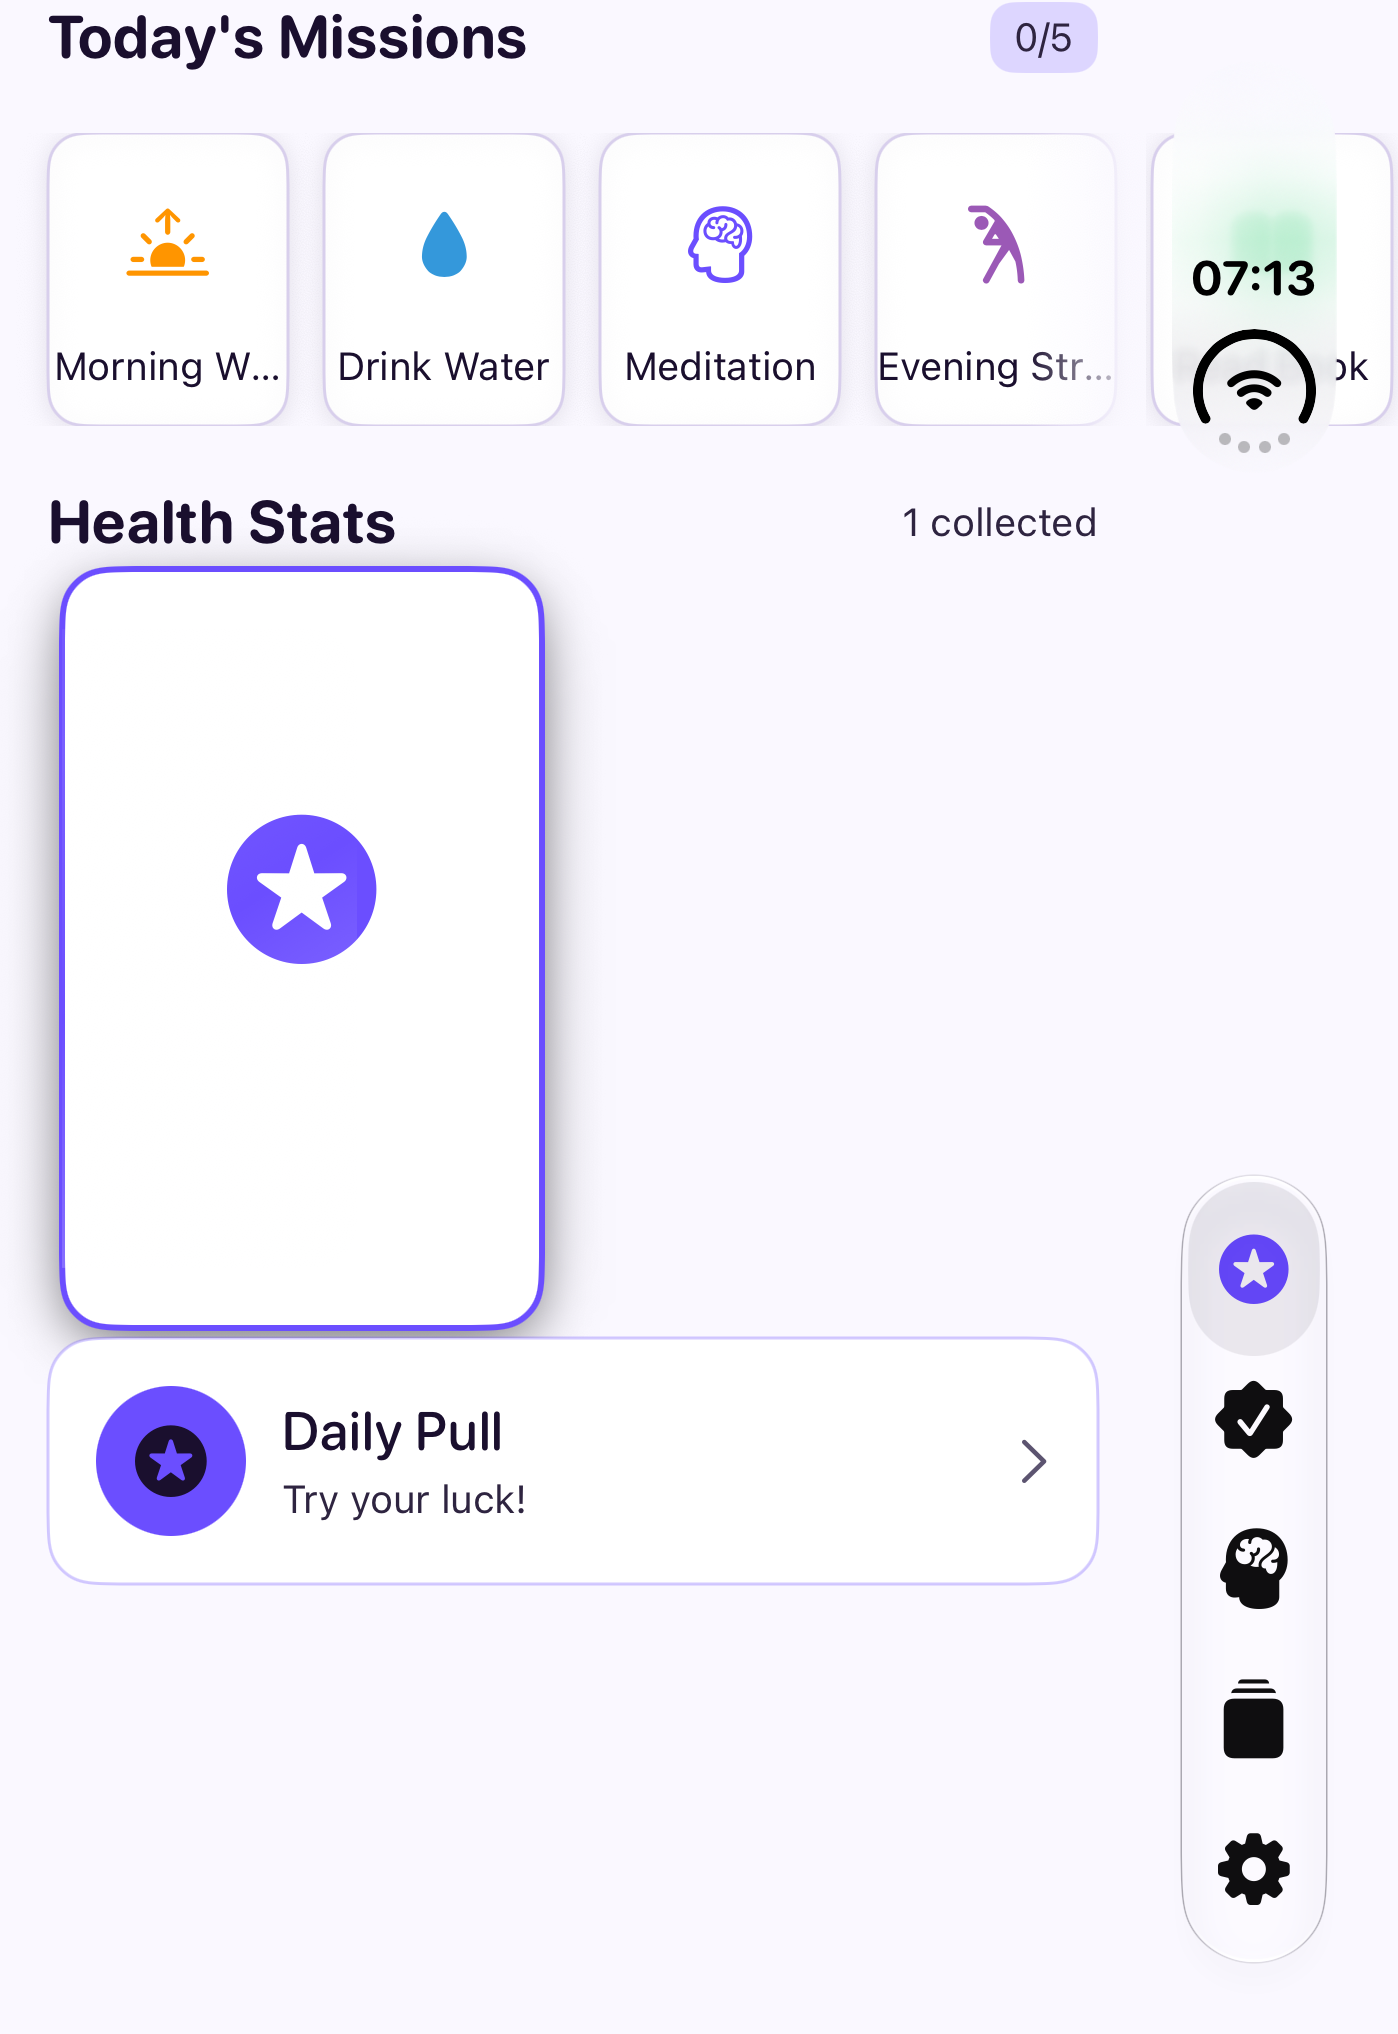 Today's Missions
0/5
07:13
Morning W...
Drink Water
Meditation
Evening Str...
Health Stats
1 collected
Daily Pull
Try your luck!